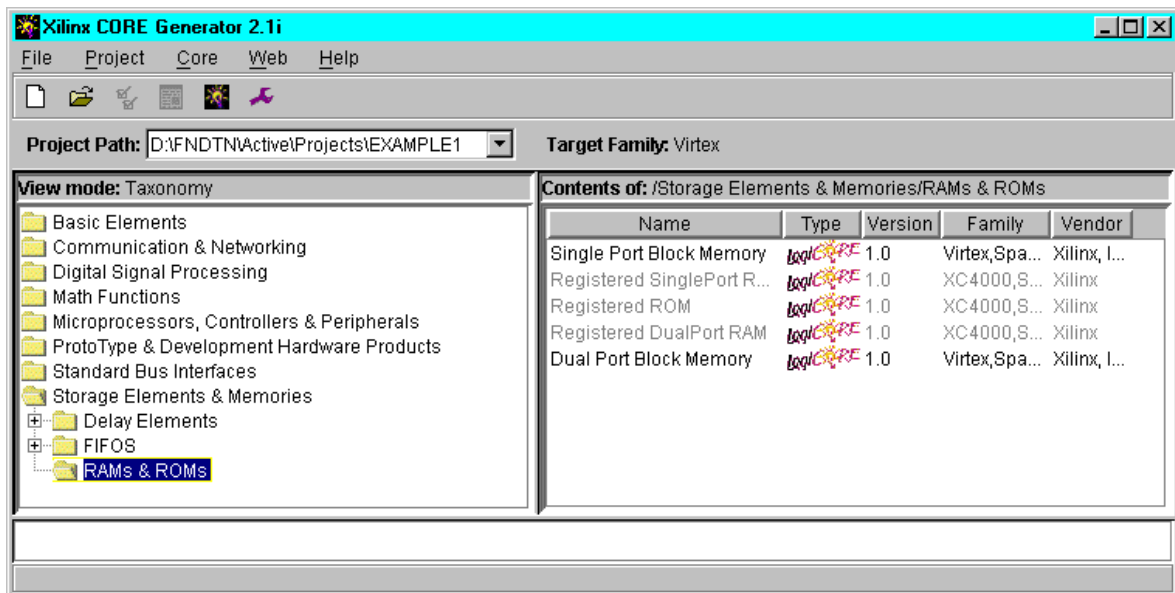 Xilinx CORE Generator 2.1i
File Project Core Web Help
Project Path: D:\FNDTN\Active\Projects\EXAMPLE1 Target Family: Virtex
View mode: Taxonomy
Basic Elements
Communication & Networking
Digital Signal Processing
Math Functions
Microprocessors, Controllers & Peripherals
ProtoType & Development Hardware Products
Standard Bus Interfaces
Storage Elements & Memories
Delay Elements
FIFOS
RAMs & ROMs
Contents of: /Storage Elements & Memories/RAMs & ROMs
Name Type Version Family Vendor
Single Port Block Memory logiCORE 1.0 Virtex,Spa... Xilinx, I...
Registered SinglePort R... logiCORE 1.0 XC4000,S... Xilinx
Registered ROM logiCORE 1.0 XC4000,S... Xilinx
Registered DualPort RAM logiCORE 1.0 XC4000,S... Xilinx
Dual Port Block Memory logiCORE 1.0 Virtex,Spa... Xilinx, I...